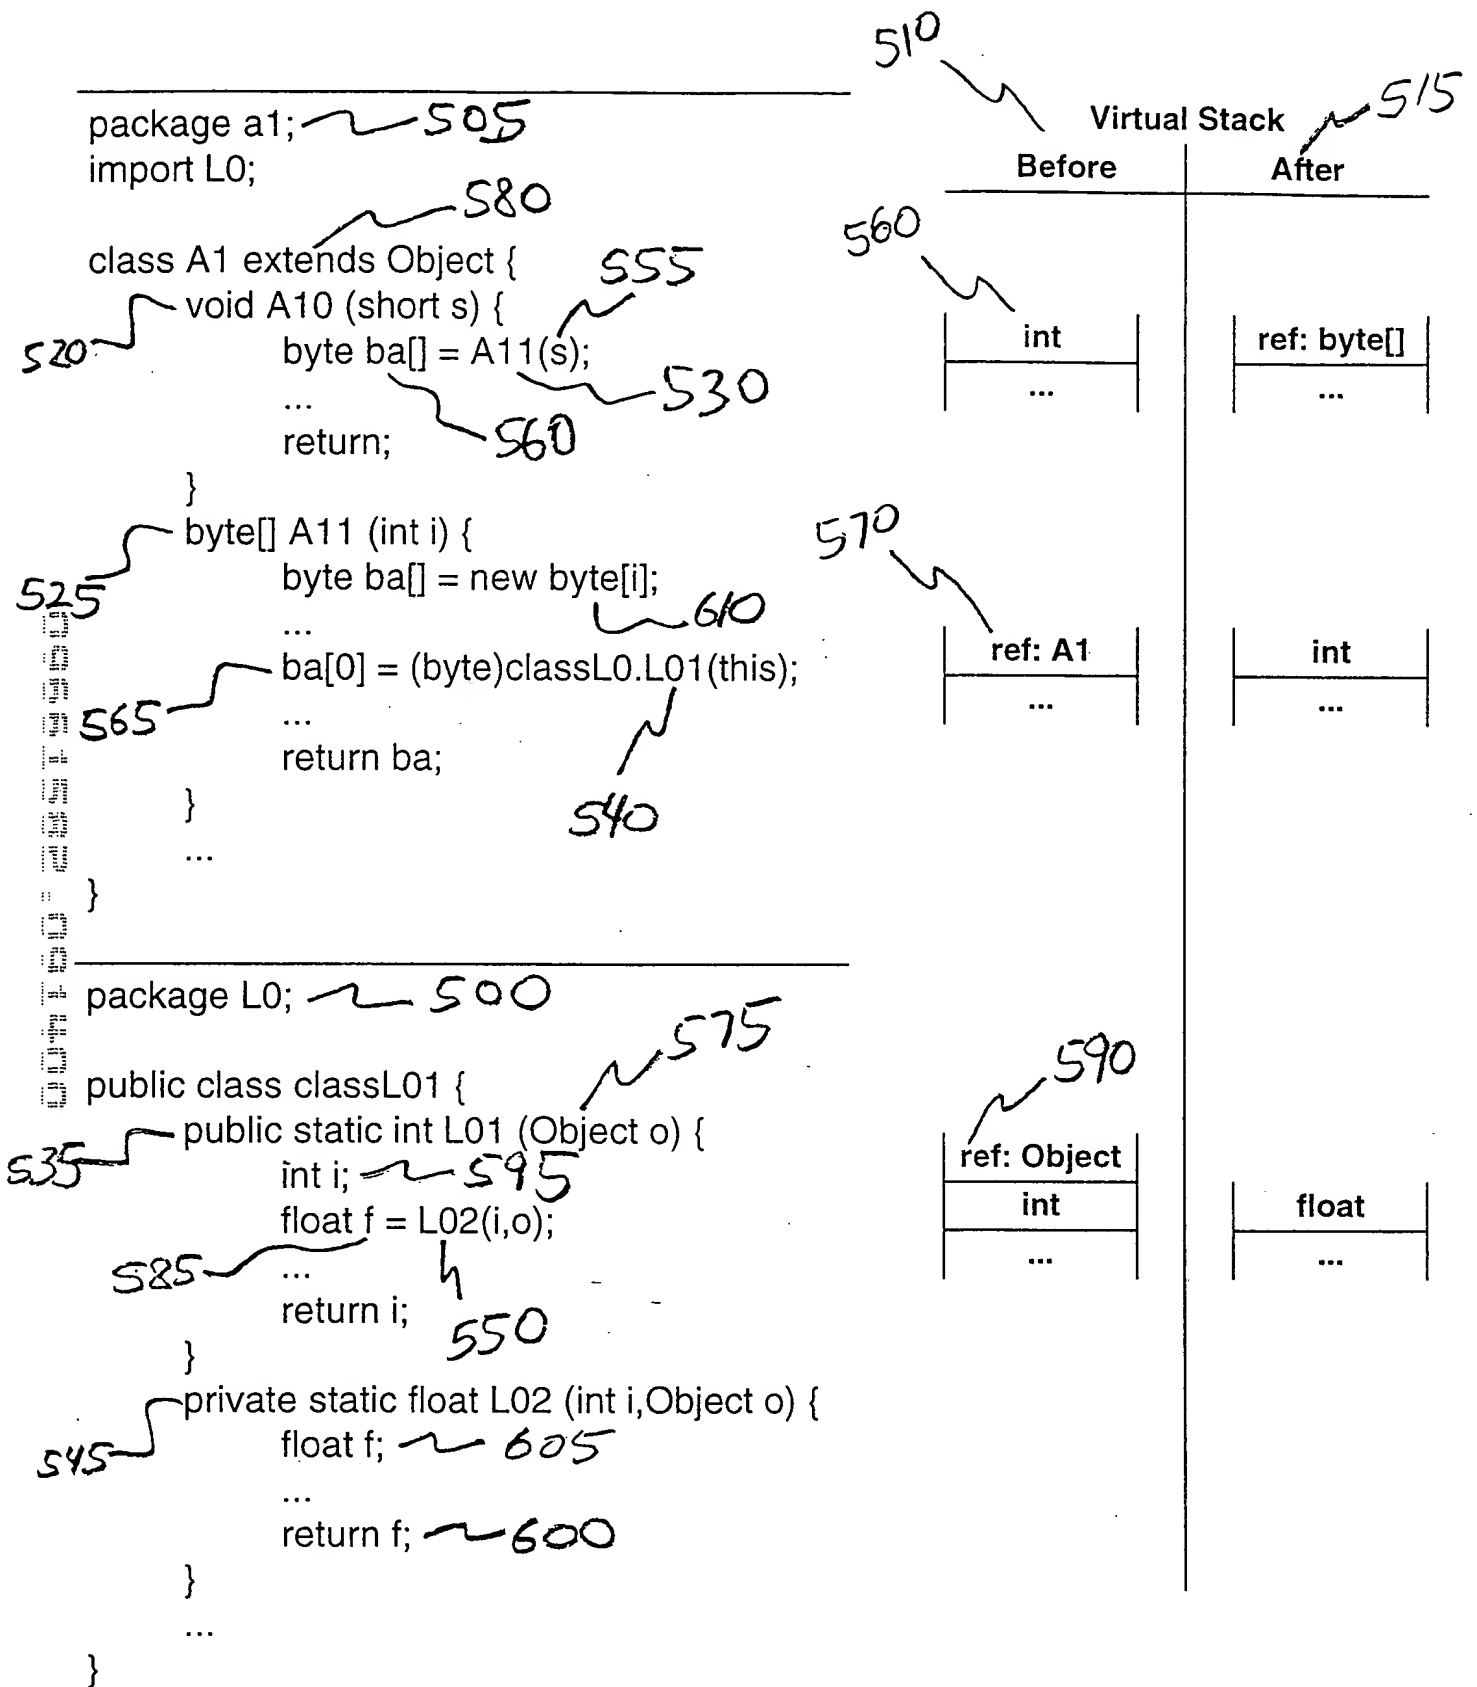 510
package a1; 505
Virtual Stack 515
import L0;
Before After
580
560
class A1 extends Object { 555
520 void A10 (short s) {
byte ba[] = A11(s);
int ref: byte[]
530
... ... ...
return; 560
}
570
525 byte[] A11 (int i) {
byte ba[] = new byte[i];
... 610
565 ba[0] = (byte)classL0.L01(this);
ref: A1 int
... ... ...
return ba;
540
}
...
}
package L0; 500
575
590
public class classL01 {
535 public static int L01 (Object o) {
ref: Object
int i; 595
int float
float f = L02(i,o);
585 ... ... ...
return i; 550
}
545 private static float L02 (int i,Object o) {
float f; 605
...
return f; 600
}
...
}